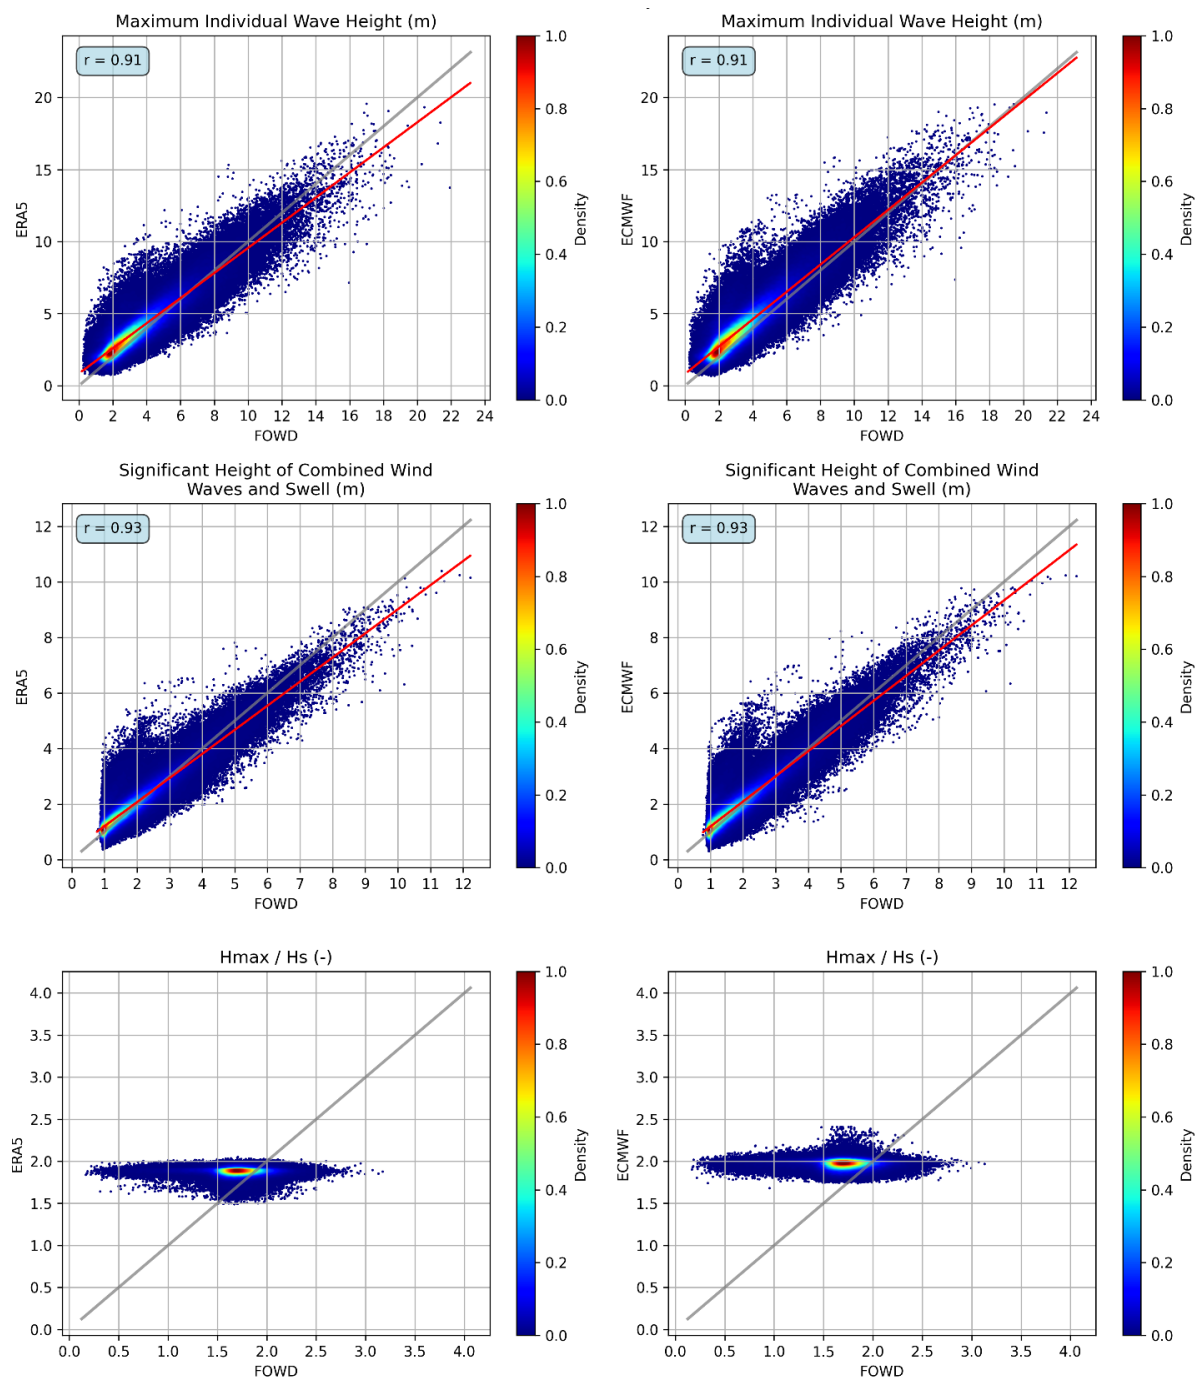 Maximum Individual Wave Height (m)
r = 0.91
20
15
10
5
0
ERA5
0 2 4 6 8 10 12 14 16 18 20 22 24
FOWD
1.0
0.8
0.6
0.4
0.2
0.0
Density
Maximum Individual Wave Height (m)
r = 0.91
20
15
10
5
0
ECMWF
0 2 4 6 8 10 12 14 16 18 20 22 24
FOWD
1.0
0.8
0.6
0.4
0.2
0.0
Density
Significant Height of Combined Wind
Waves and Swell (m)
r = 0.93
12
10
8
6
4
2
0
ERA5
0 1 2 3 4 5 6 7 8 9 10 11 12
FOWD
1.0
0.8
0.6
0.4
0.2
0.0
Density
Significant Height of Combined Wind
Waves and Swell (m)
r = 0.93
12
10
8
6
4
2
0
ECMWF
0 1 2 3 4 5 6 7 8 9 10 11 12
FOWD
1.0
0.8
0.6
0.4
0.2
0.0
Density
Hmax / Hs (-)
4.0
3.5
3.0
2.5
2.0
1.5
1.0
0.5
0.0
ERA5
0.0 0.5 1.0 1.5 2.0 2.5 3.0 3.5 4.0
FOWD
1.0
0.8
0.6
0.4
0.2
0.0
Density
Hmax / Hs (-)
4.0
3.5
3.0
2.5
2.0
1.5
1.0
0.5
0.0
ECMWF
0.0 0.5 1.0 1.5 2.0 2.5 3.0 3.5 4.0
FOWD
1.0
0.8
0.6
0.4
0.2
0.0
Density